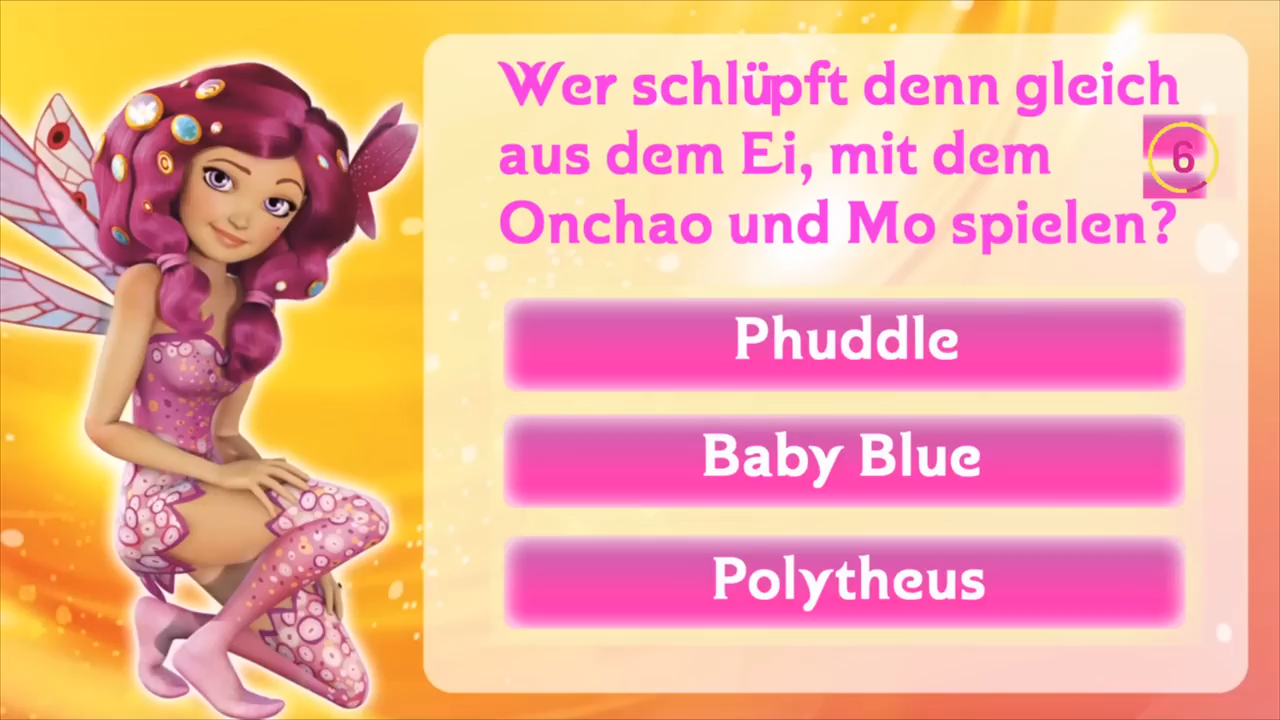 Wer schlüpft denn gleich
aus dem Ei, mit dem
6
Onchao und Mo spielen?
Phuddle
Baby Blue
Polytheus